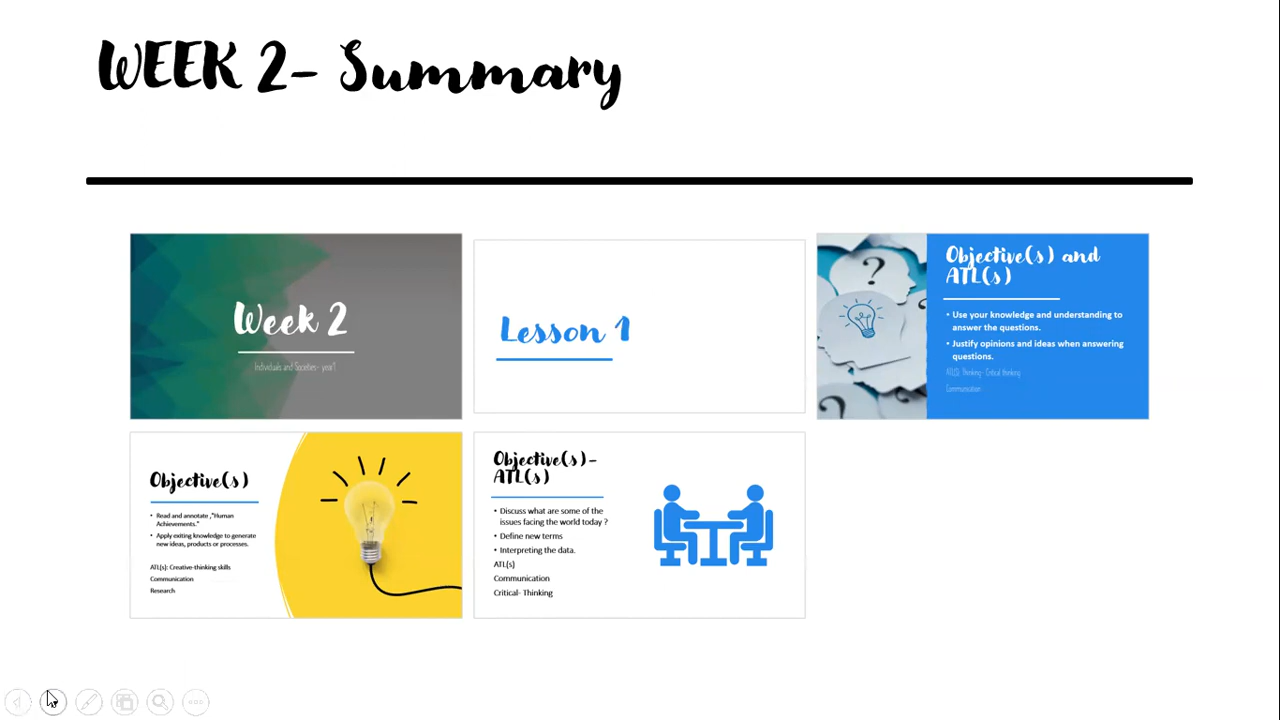 WEEK 2- Summary
Week 2
Individuals and Societies- year1
Lesson 1
Objective(s) and
ATL(s)
• Use your knowledge and understanding to
answer the questions.
• Justify opinions and ideas when answering
questions.
ATL(S): Thinking- Critical thinking
Communication
Objective(s)
• Read and annotate ,"Human
Achievements."
• Apply exiting knowledge to generate
new ideas, products or processes.
ATL(s): Creative-thinking skills
Communication
Research
Objective(s)-
ATL(s)
• Discuss what are some of the
issues facing the world today ?
• Define new terms
• Interpreting the data.
ATL(s)
Communication
Critical- Thinking